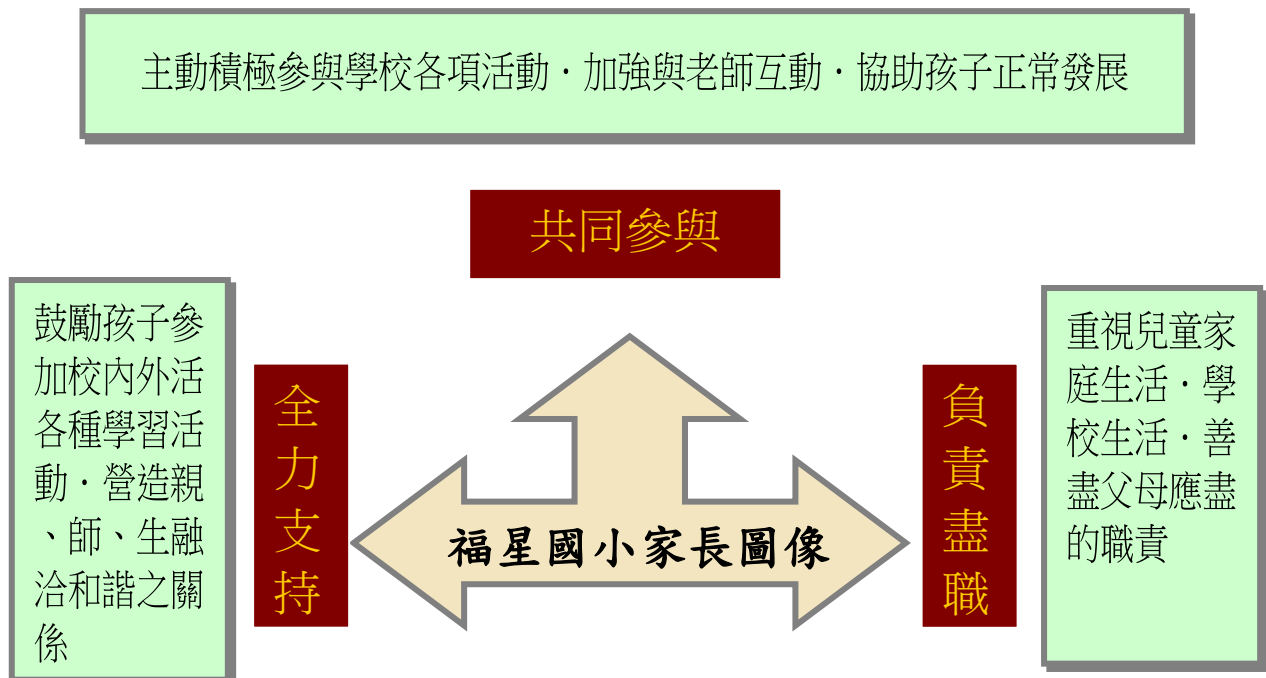 主動積極參與學校各項活動‧加強與老師互動‧協助孩子正常發展
共同參與
鼓勵孩子參
加校內外活
各種學習活
動‧營造親
、師、生融
洽和諧之關
係
全
力
支
持
福星國小家長圖像
負
責
盡
職
重視兒童家
庭生活‧學
校生活‧善
盡父母應盡
的職責